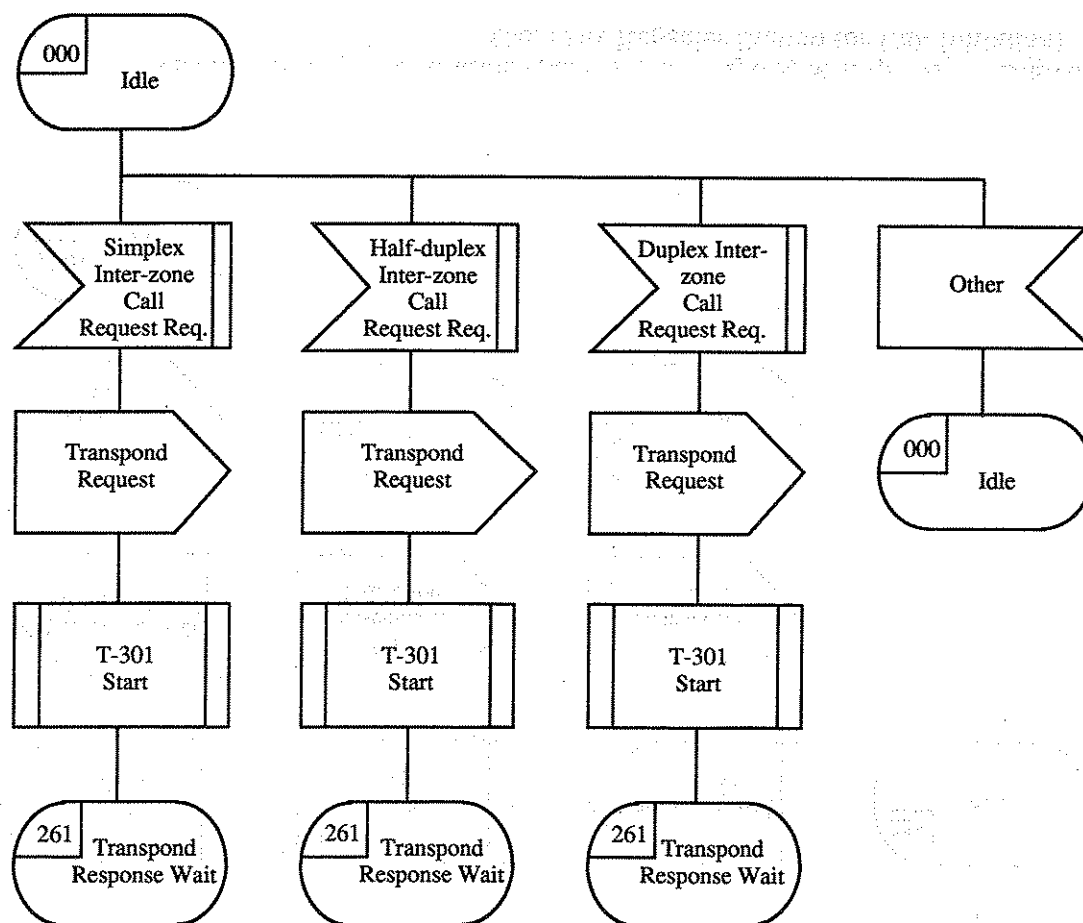 000
Idle
Simplex
Inter-zone
Call
Request Req.
Half-duplex
Inter-zone
Call
Request Req.
Duplex Inter-
zone
Call
Request Req.
Other
Transpond
Request
Transpond
Request
Transpond
Request
000
Idle
T-301
Start
T-301
Start
T-301
Start
261
Transpond
Response Wait
261
Transpond
Response Wait
261
Transpond
Response Wait